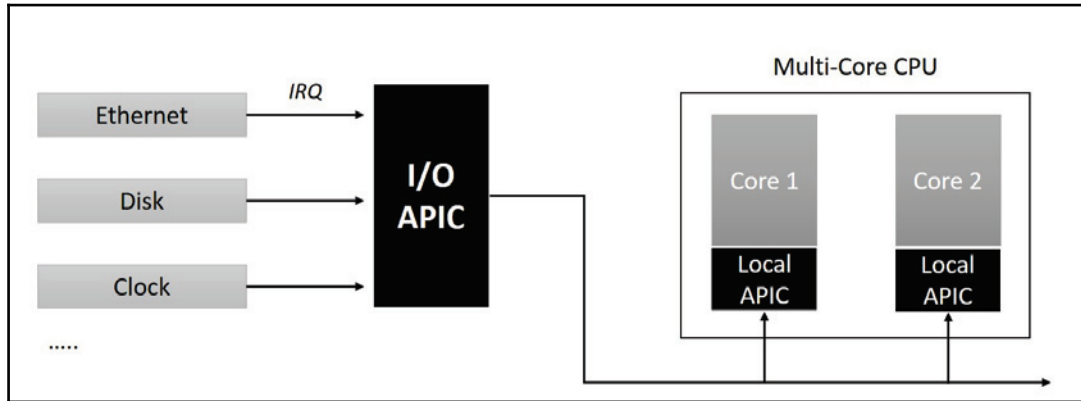 Multi-Core CPU
IRQ
Ethernet
Disk
Clock
.....
I/O
APIC
Core 1
Core 2
Local
APIC
Local
APIC